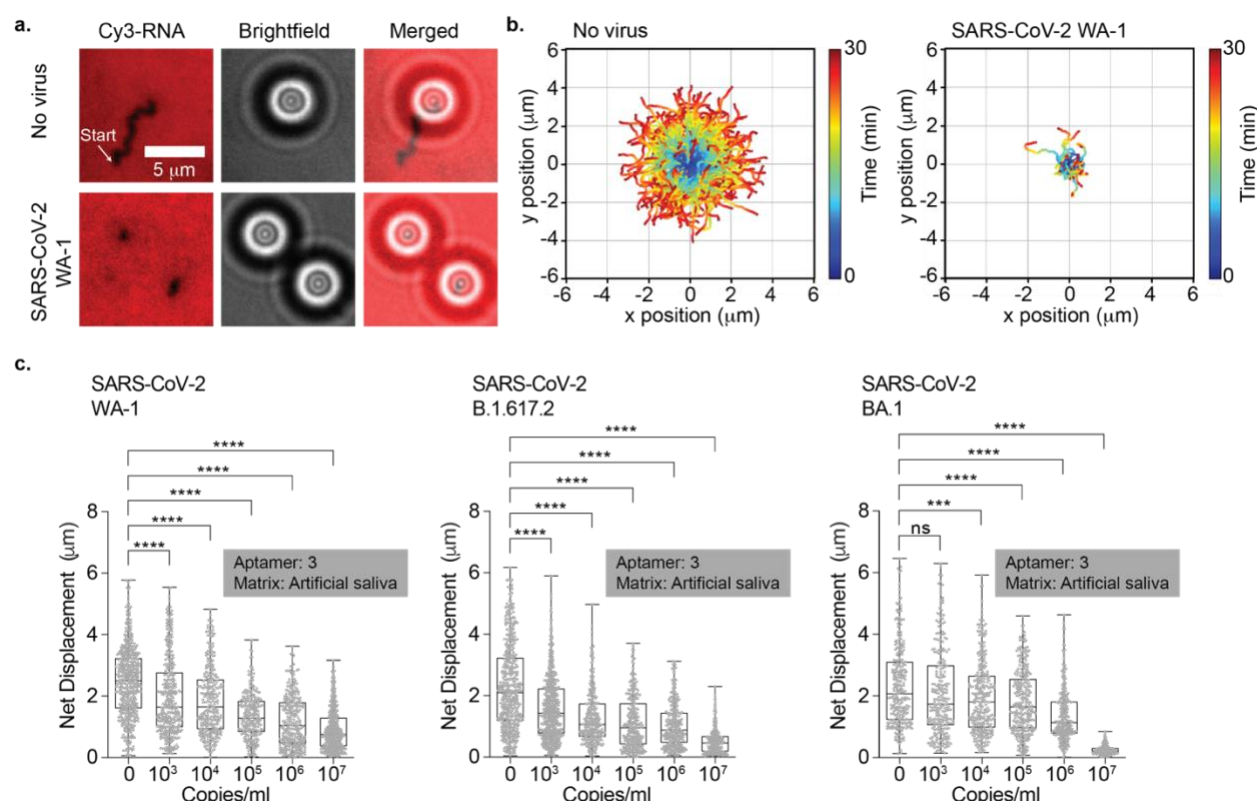 a.
Cy3-RNA Brightfield Merged
No virus
Start
5 μm
SARS-CoV-2
WA-1
b.
No virus
y position (μm)
6
4
2
0
-2
-4
-6
-6 -4 -2 0 2 4 6
x position (μm)
30
Time (min)
0
SARS-CoV-2 WA-1
y position (μm)
6
4
2
0
-2
-4
-6
-6 -4 -2 0 2 4 6
x position (μm)
30
Time (min)
0
c.
SARS-CoV-2
WA-1
****
****
****
****
****
Aptamer: 3
Matrix: Artificial saliva
Net Displacement (μm)
8
6
4
2
0
0 10³ 10⁴ 10⁵ 10⁶ 10⁷
Copies/ml
SARS-CoV-2
B.1.617.2
****
****
****
****
****
Aptamer: 3
Matrix: Artificial saliva
Net Displacement (μm)
8
6
4
2
0
0 10³ 10⁴ 10⁵ 10⁶ 10⁷
Copies/ml
SARS-CoV-2
BA.1
****
****
****
***
ns
Aptamer: 3
Matrix: Artificial saliva
Net Displacement (μm)
8
6
4
2
0
0 10³ 10⁴ 10⁵ 10⁶ 10⁷
Copies/ml